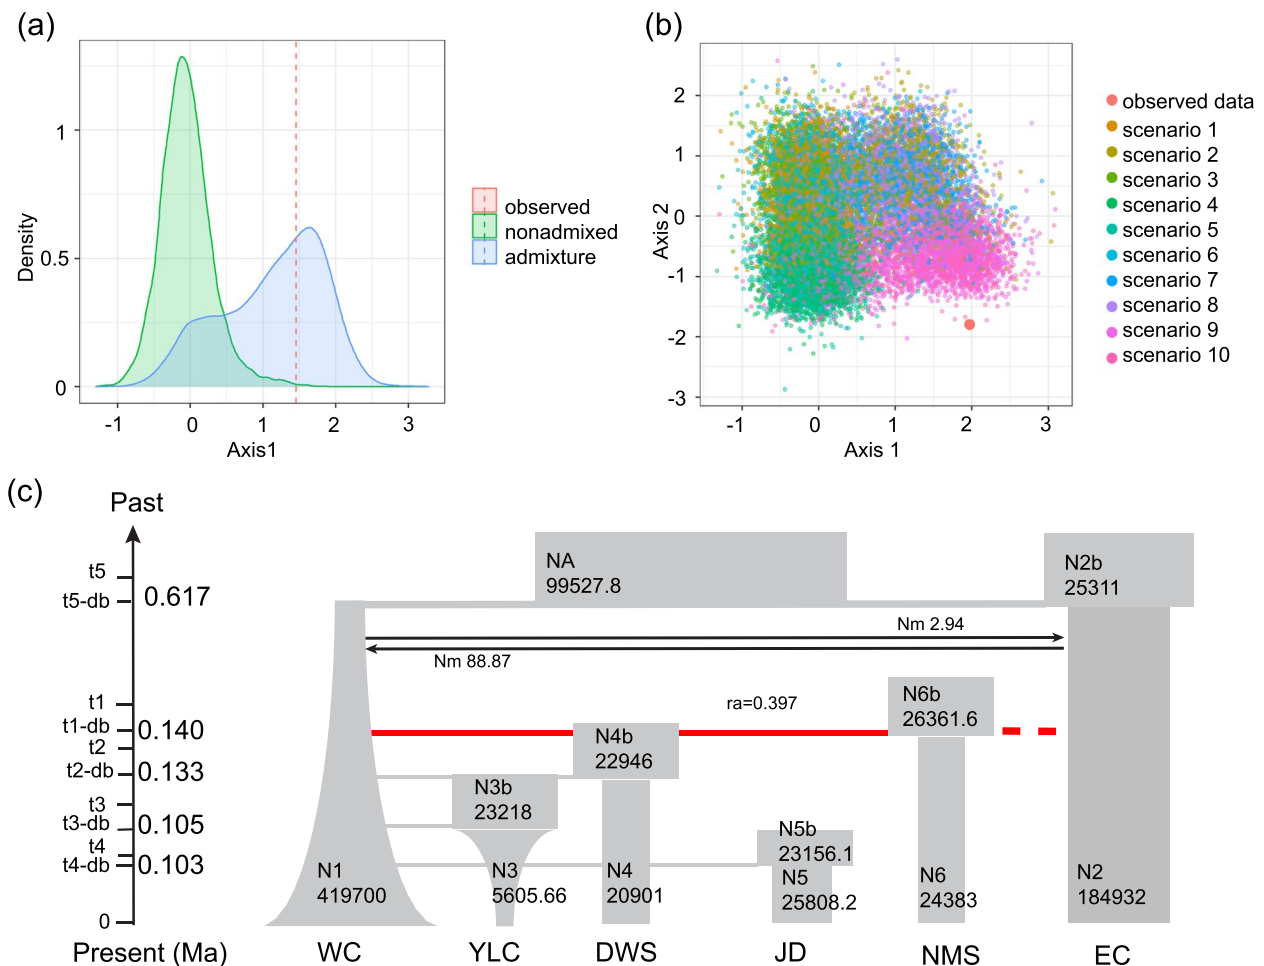 (a)
1
0.5
0
Density
-1
0
1
2
3
Axis1
observed
nonadmixed
admixture
(b)
2
1
0
-1
-2
-3
Axis 2
-1
0
1
2
3
Axis 1
observed data
scenario 1
scenario 2
scenario 3
scenario 4
scenario 5
scenario 6
scenario 7
scenario 8
scenario 9
scenario 10
(c)
Past
t5
t5-db
0.617
t1
t1-db
0.140
t2
t2-db
0.133
t3
t3-db
0.105
t4
t4-db
0.103
0
Present (Ma)
NA
99527.8
N2b
25311
Nm 2.94
Nm 88.87
ra=0.397
N6b
26361.6
N4b
22946
N3b
23218
N5b
23156.1
N1
419700
N3
5605.66
N4
20901
N5
25808.2
N6
24383
N2
184932
WC
YLC
DWS
JD
NMS
EC